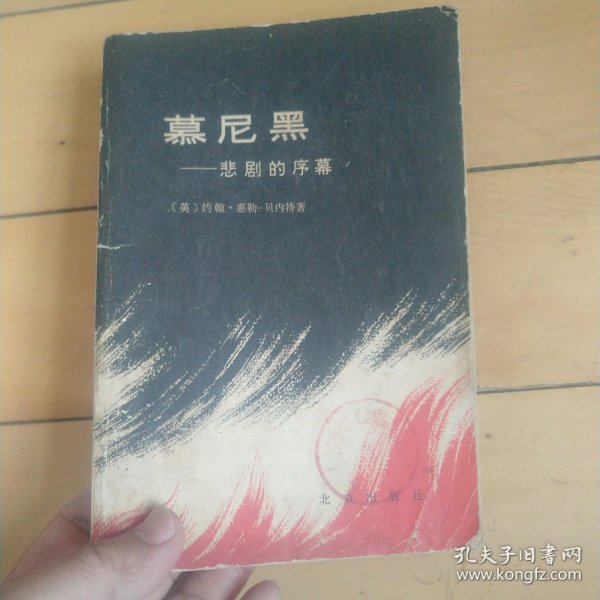 慕尼黑
——悲剧的序幕
〔英〕约翰·惠勒-贝内特著
北京出版社
孔夫子旧书网
www.kongfz.com